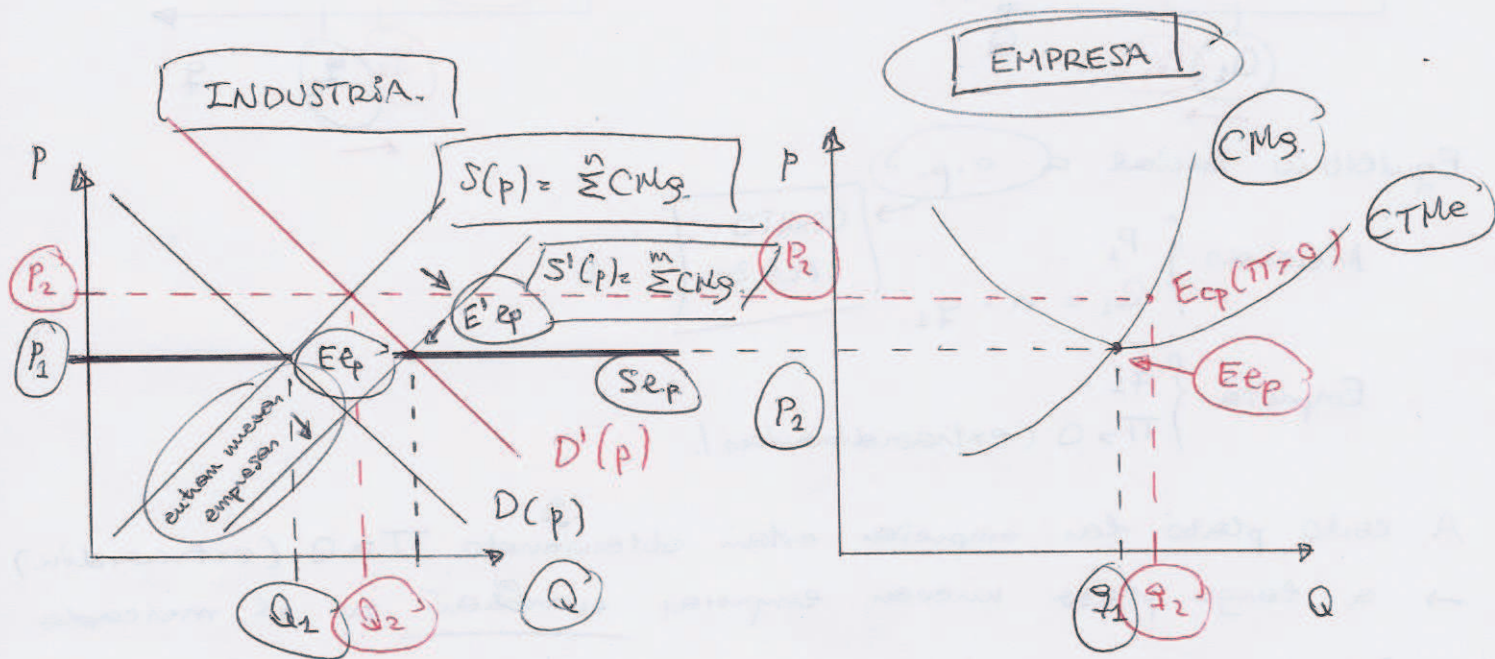 INDUSTRIA.
EMPRESA
P
S(p) = Σⁿ CMg.
P
CMg.
CTMe
P₂
S'(p) = Σᵐ CMg.
P₂
E'ep
Ecp (π>0)
P₁
Eep
Sep
P₂
Eep
entran nuevas
empresas
D'(p)
D(p)
Q₁
Q₂
Q
q₁
q₂
Q